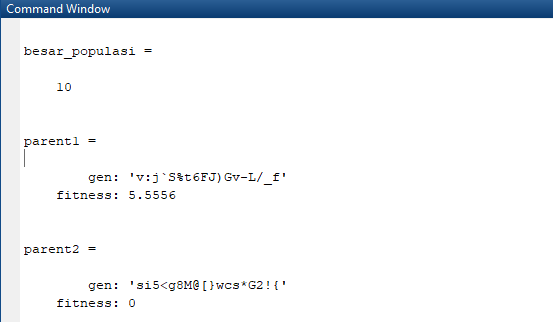 Command Window
besar_populasi =
10
parent1 =
gen: 'v:j`S%t6FJ)Gv-L/_f'
fitness: 5.5556
parent2 =
gen: 'si5<g8M@[}wcs*G2!{'
fitness: 0